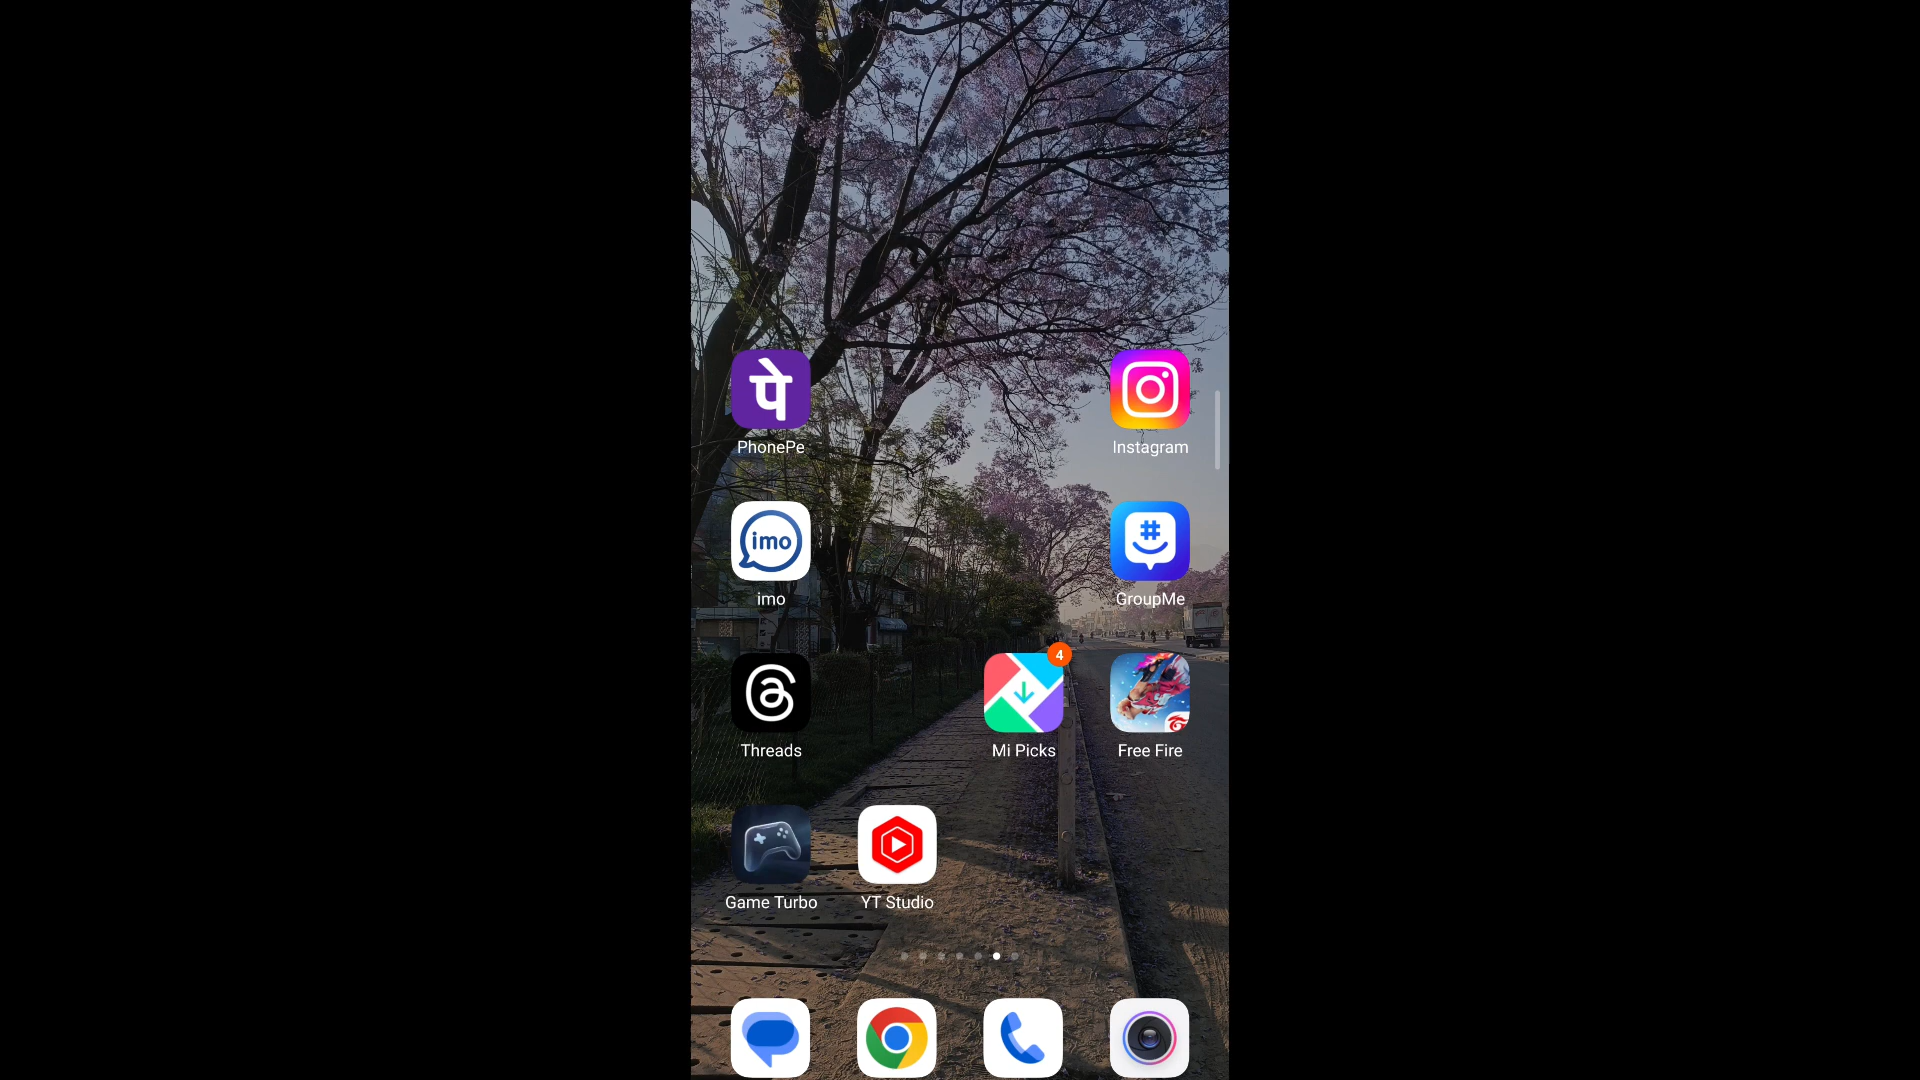 पे
PhonePe
Instagram
imo
imo
#
GroupMe
4
Threads
Mi Picks
Free Fire
Game Turbo
YT Studio